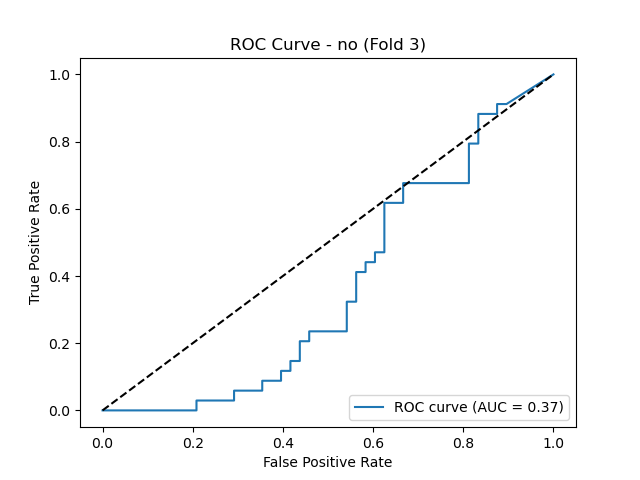 ROC Curve - no (Fold 3)
1.0
0.8
0.6
0.4
0.2
0.0
True Positive Rate
ROC curve (AUC = 0.37)
0.0 0.2 0.4 0.6 0.8 1.0
False Positive Rate